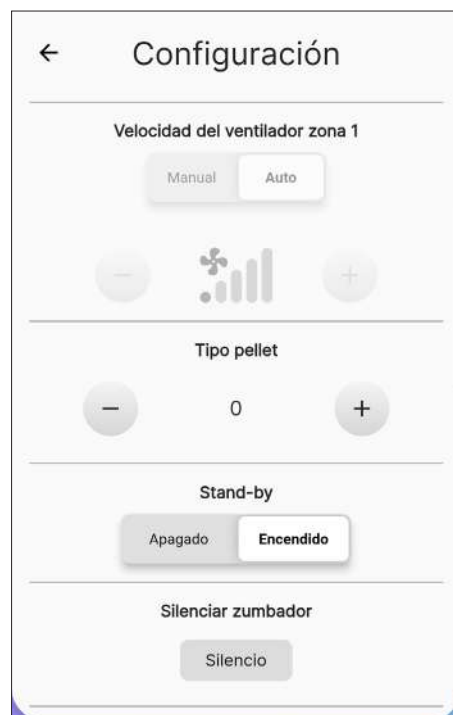 Configuración
Velocidad del ventilador zona 1
Manual Auto
Tipo pellet
0
Stand-by
Apagado Encendido
Silenciar zumbador
Silencio